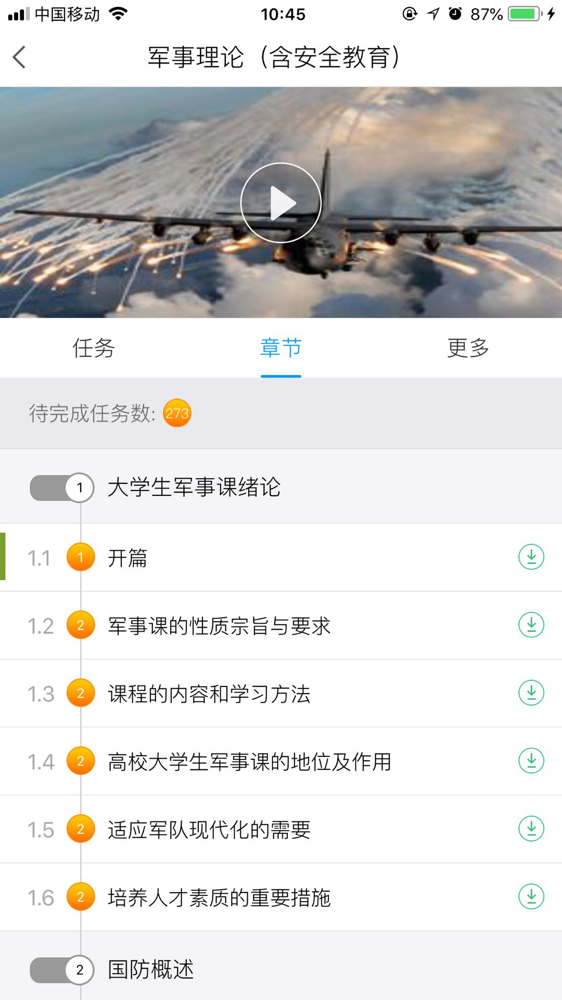 中国移动 10:45 87%
军事理论（含安全教育）
任务 章节 更多
待完成任务数: 273
1 大学生军事课绪论
1.1 1 开篇
1.2 2 军事课的性质宗旨与要求
1.3 2 课程的内容和学习方法
1.4 2 高校大学生军事课的地位及作用
1.5 2 适应军队现代化的需要
1.6 2 培养人才素质的重要措施
2 国防概述